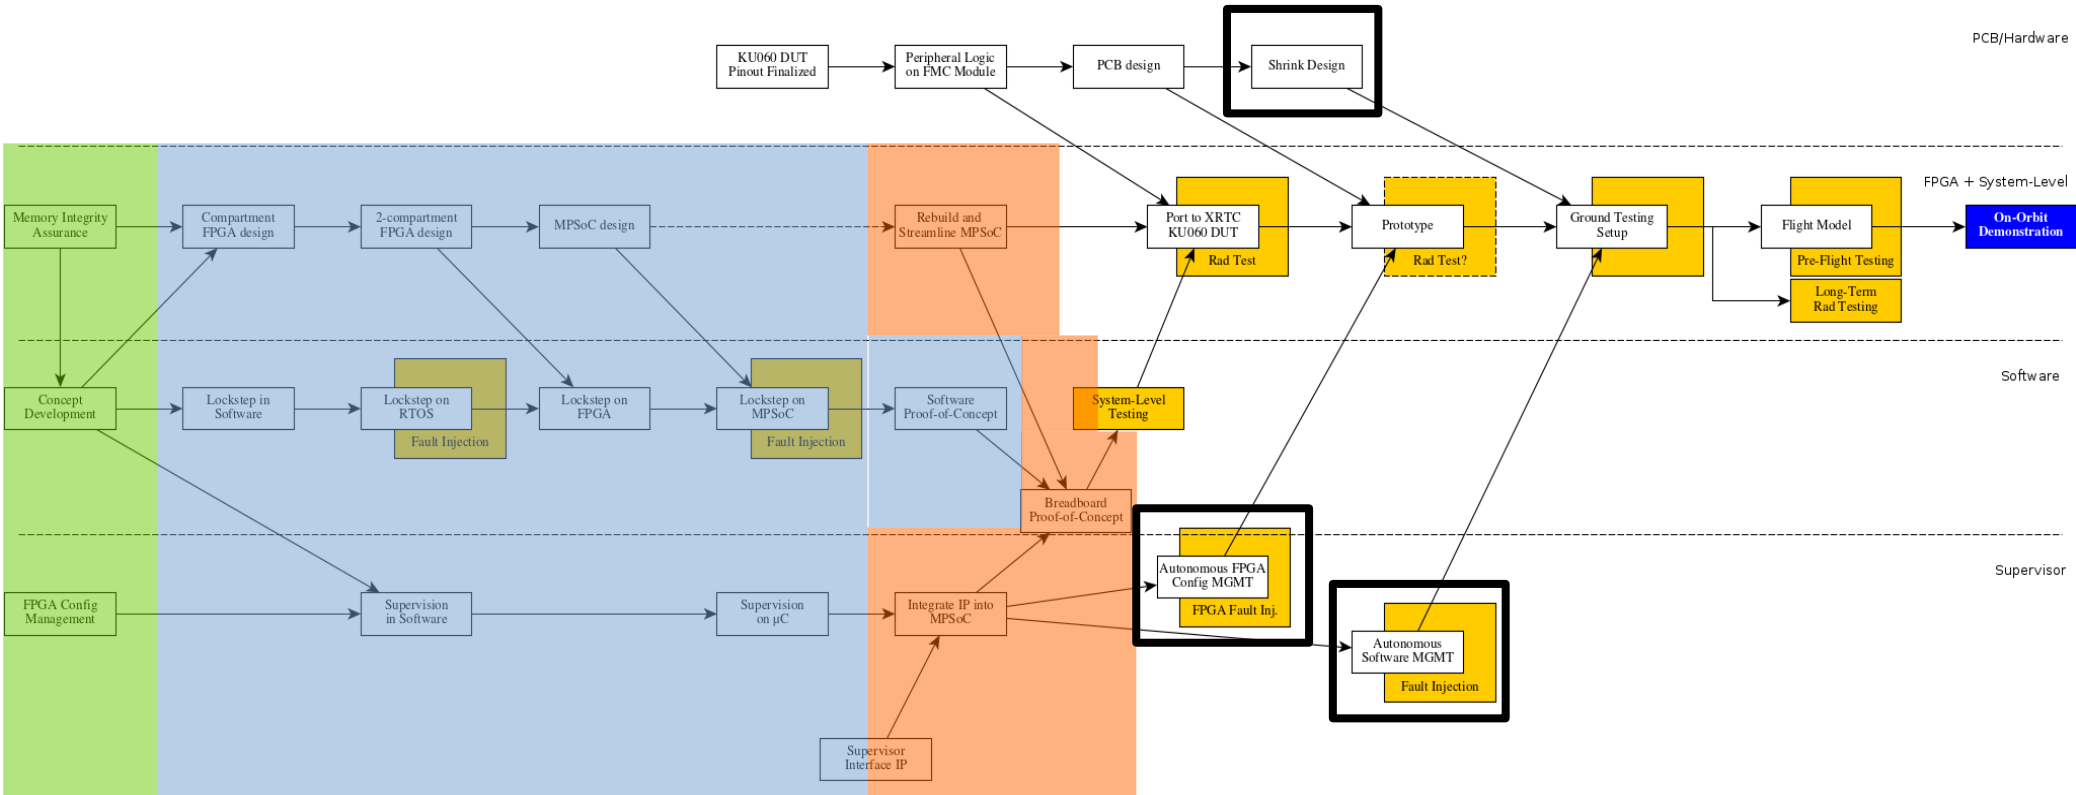 PCB/Hardware
KU060 DUT
Pinout Finalized
Peripheral Logic
on FMC Module
PCB design
Shrink Design
FPGA + System-Level
Memory Integrity
Assurance
Compartment
FPGA design
2-compartment
FPGA design
MPSoC design
Rebuild and
Streamline MPSoC
Port to XRTC
KU060 DUT
Rad Test
Prototype
Rad Test?
Ground Testing
Setup
Flight Model
Pre-Flight Testing
Long-Term
Rad Testing
On-Orbit
Demonstration
Software
Concept
Development
Lockstep in
Software
Lockstep on
RTOS
Fault Injection
Lockstep on
FPGA
Lockstep on
MPSoC
Fault Injection
Software
Proof-of-Concept
System-Level
Testing
Breadboard
Proof-of-Concept
Supervisor
FPGA Config
Management
Supervision
in Software
Supervision
on µC
Integrate IP into
MPSoC
Autonomous FPGA
Config MGMT
FPGA Fault Inj.
Autonomous
Software MGMT
Fault Injection
Supervisor
Interface IP